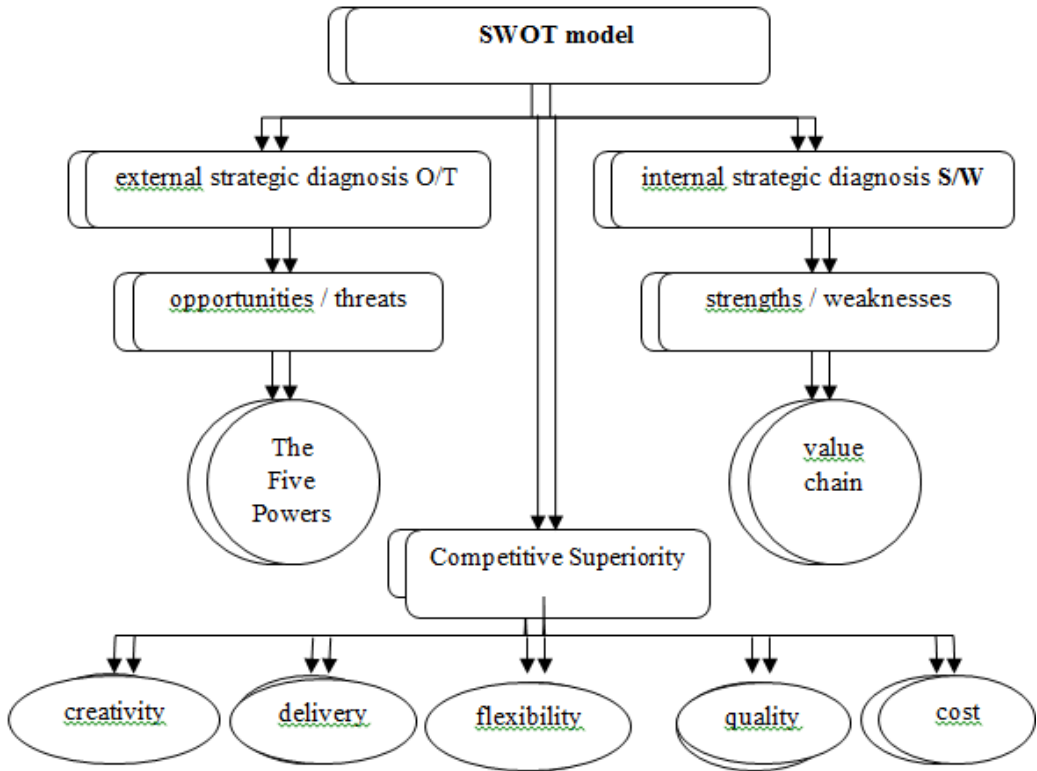 SWOT model
external strategic diagnosis O/T
internal strategic diagnosis S/W
opportunities / threats
strengths / weaknesses
The
Five
Powers
value
chain
Competitive Superiority
creativity
delivery
flexibility
quality
cost